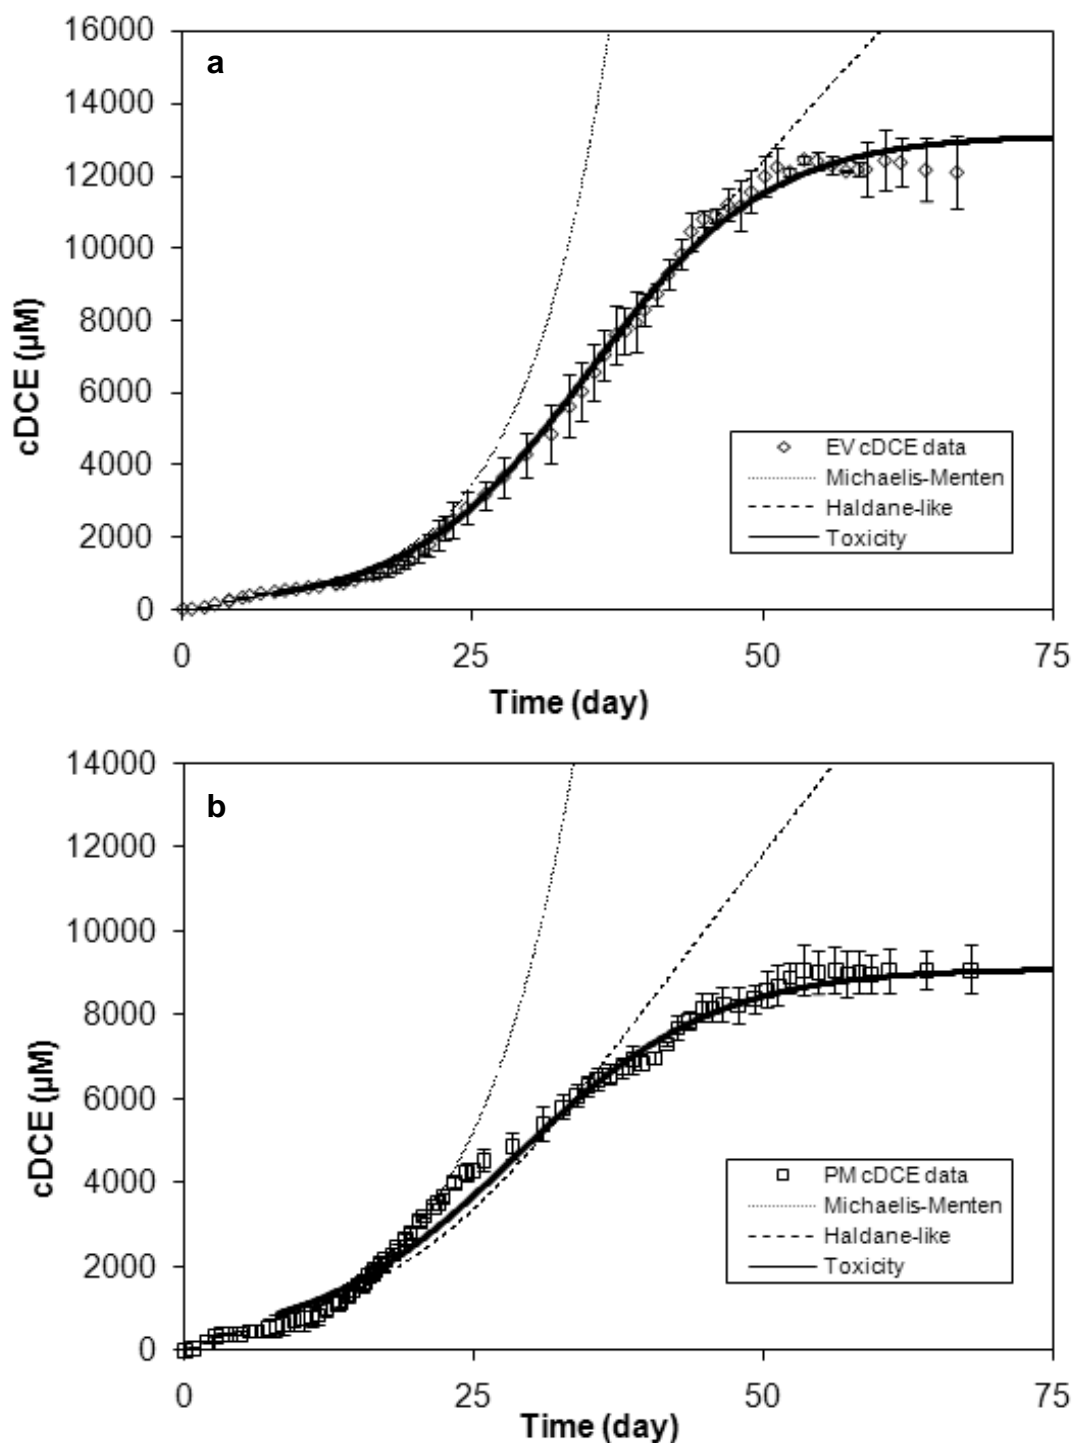 16000
a
14000
12000
10000
8000
6000
4000
2000
0
cDCE (µM)
EV cDCE data
Michaelis-Menten
Haldane-like
Toxicity
0 25 50 75
Time (day)
14000
b
12000
10000
8000
6000
4000
2000
0
cDCE (µM)
PM cDCE data
Michaelis-Menten
Haldane-like
Toxicity
0 25 50 75
Time (day)